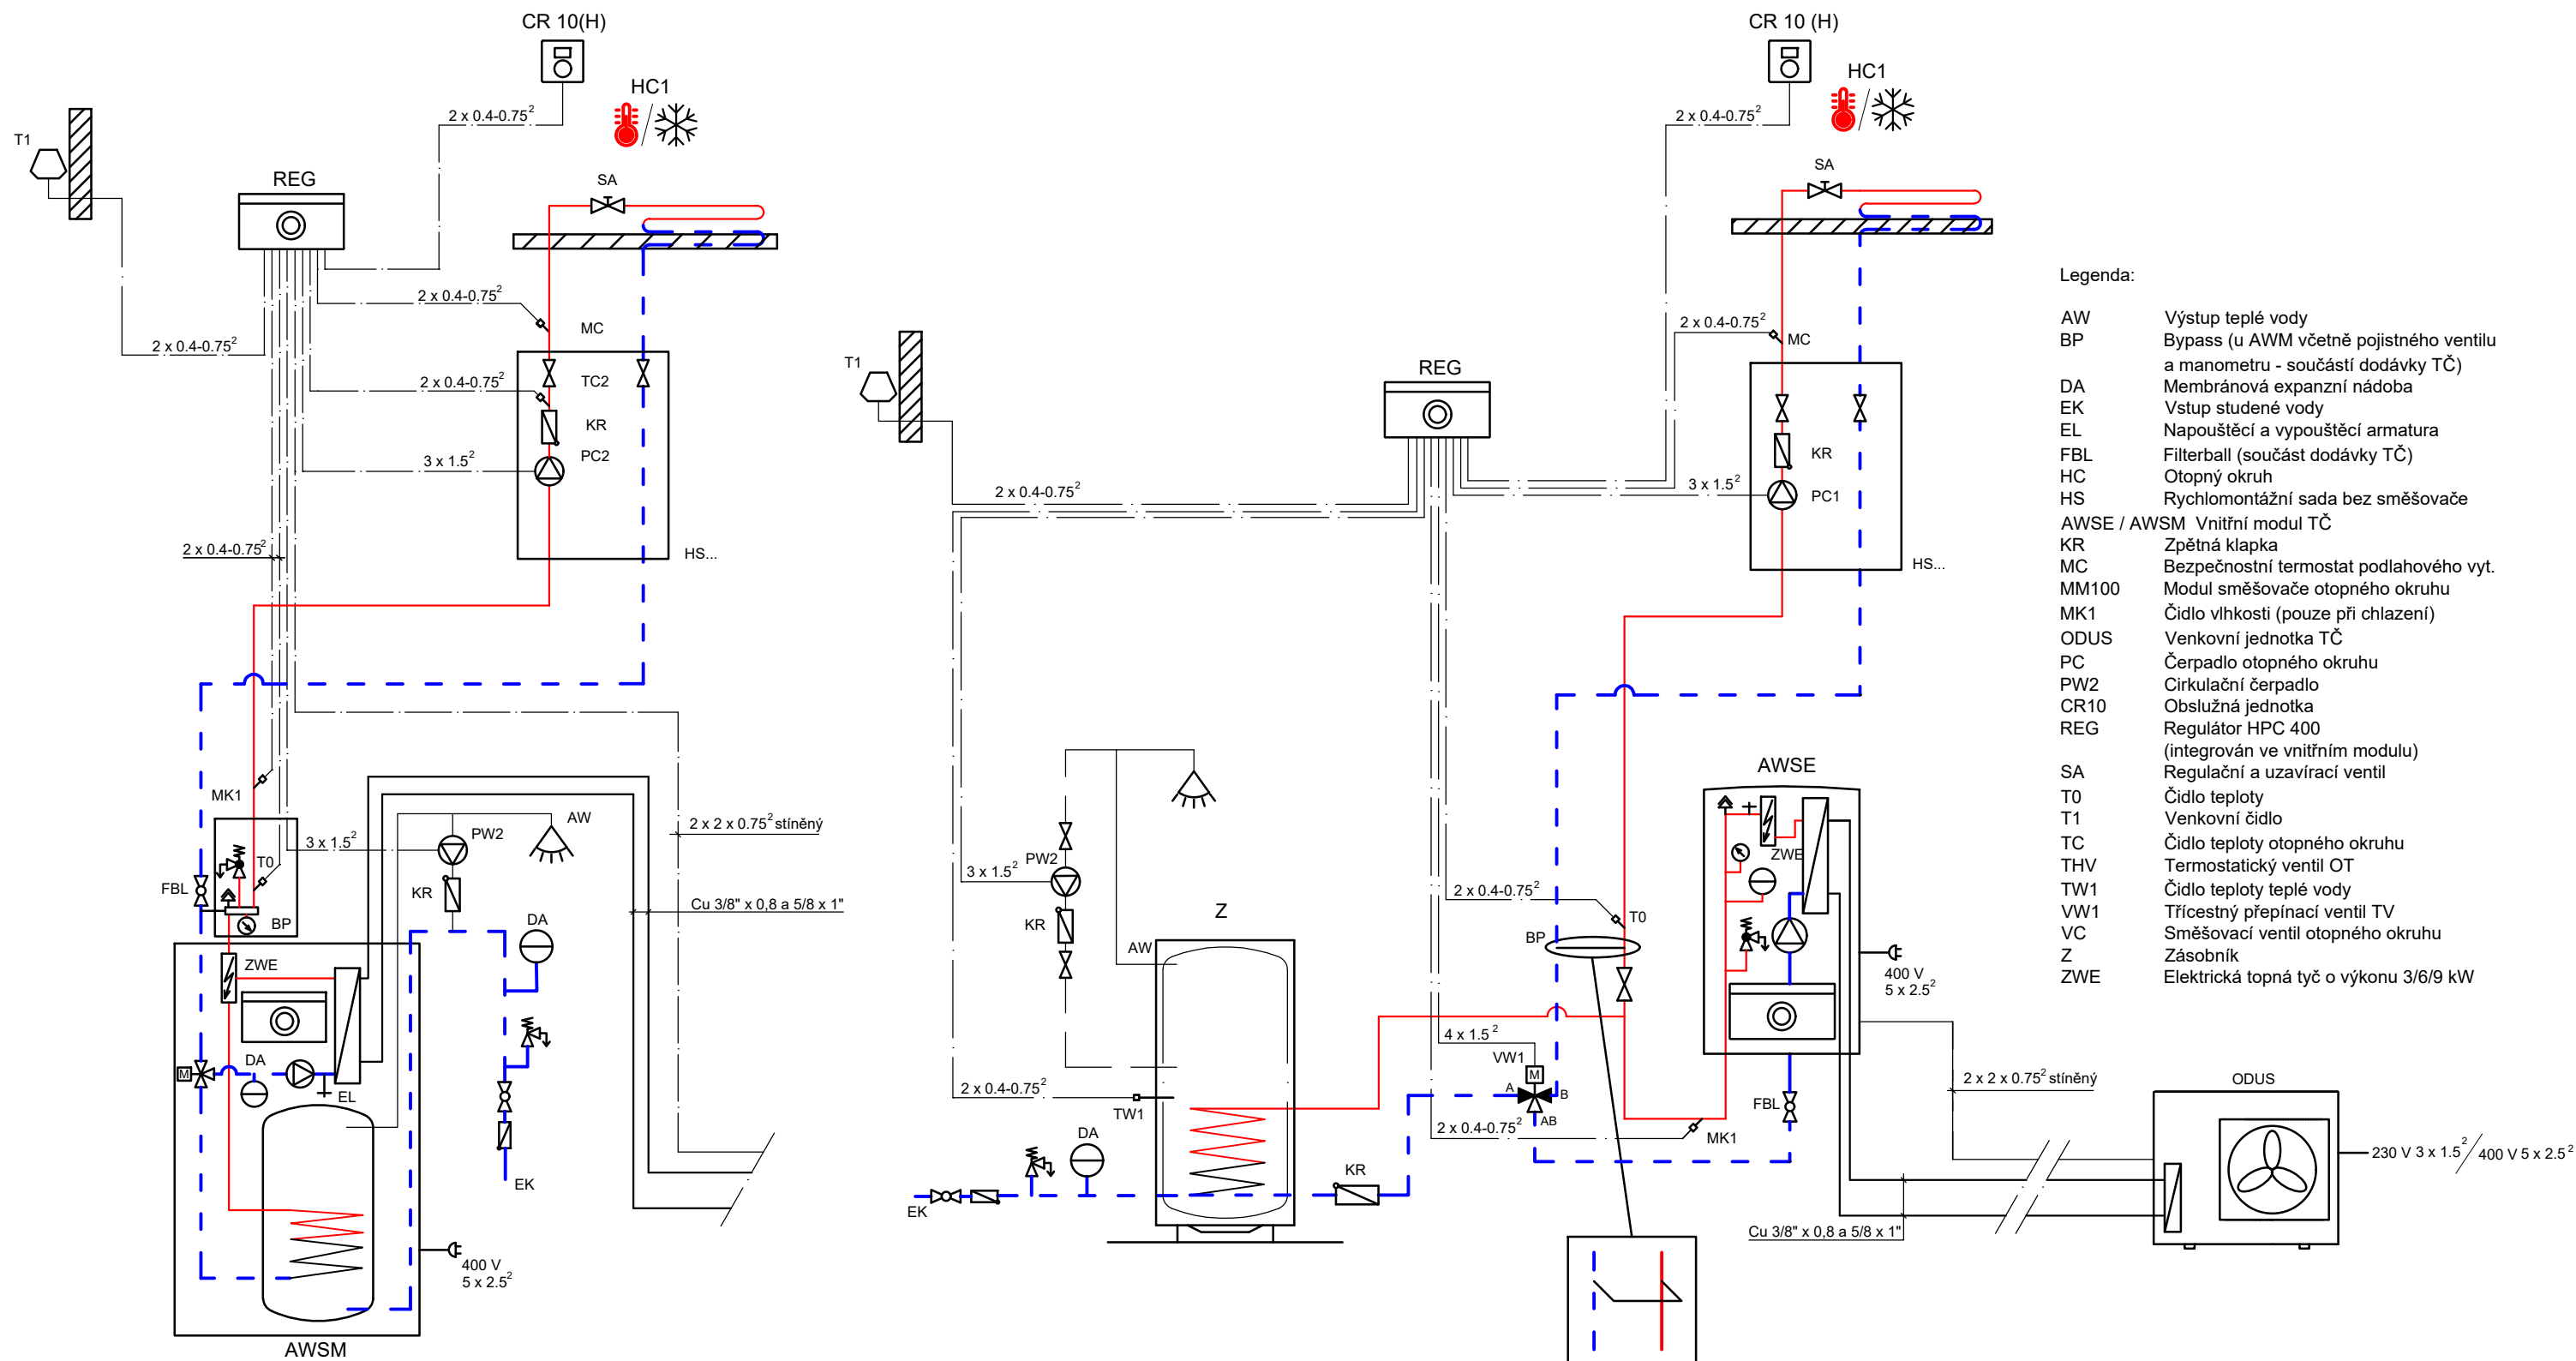 CR 10(H)
HC1
2 x 0.4-0.75²
T1
REG
SA
2 x 0.4-0.75²
MC
2 x 0.4-0.75²
2 x 0.4-0.75²
TC2
KR
PC2
3 x 1.5²
2 x 0.4-0.75²
HS...
MK1
3 x 1.5²
PW2
AW
2 x 2 x 0.75² stíněný
T0
FBL
KR
BP
DA
Cu 3/8" x 0,8 a 5/8 x 1"
ZWE
M
DA
EL
EK
400 V
5 x 2.5²
AWSM
CR 10 (H)
HC1
2 x 0.4-0.75²
SA
2 x 0.4-0.75²
MC
T1
REG
KR
2 x 0.4-0.75²
3 x 1.5²
PC1
HS...
AWSE
PW2
3 x 1.5²
ZWE
2 x 0.4-0.75²
KR
Z
T0
AW
BP
400 V
5 x 2.5²
4 x 1.5²
VW1
M
A
B
AB
2 x 0.4-0.75²
TW1
FBL
2 x 2 x 0.75² stíněný
ODUS
2 x 0.4-0.75²
MK1
DA
KR
EK
230 V 3 x 1.5² / 400 V 5 x 2.5²
Cu 3/8" x 0,8 a 5/8 x 1"
Legenda:
AW Výstup teplé vody
BP Bypass (u AWM včetně pojistného ventilu
a manometru - součástí dodávky TČ)
DA Membránová expanzní nádoba
EK Vstup studené vody
EL Napouštěcí a vypouštěcí armatura
FBL Filterball (součást dodávky TČ)
HC Otopný okruh
HS Rychlomontážní sada bez směšovače
AWSE / AWSM Vnitřní modul TČ
KR Zpětná klapka
MC Bezpečnostní termostat podlahového vyt.
MM100 Modul směšovače otopného okruhu
MK1 Čidlo vlhkosti (pouze při chlazení)
ODUS Venkovní jednotka TČ
PC Čerpadlo otopného okruhu
PW2 Cirkulační čerpadlo
CR10 Obslužná jednotka
REG Regulátor HPC 400
(integrován ve vnitřním modulu)
SA Regulační a uzavírací ventil
T0 Čidlo teploty
T1 Venkovní čidlo
TC Čidlo teploty otopného okruhu
THV Termostatický ventil OT
TW1 Čidlo teploty teplé vody
VW1 Třícestný přepínací ventil TV
VC Směšovací ventil otopného okruhu
Z Zásobník
ZWE Elektrická topná tyč o výkonu 3/6/9 kW